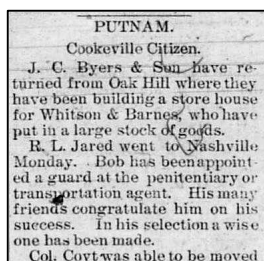 PUTNAM.
Cookeville Citizen.
J. C. Byers & Sun have re-
turned from Oak Hill where they
have been building a store house
for Whitson & Barnes, who have
put in a large stock of goods.
R. L. Jared went to Nashville
Monday. Bob has been appoint-
ed a guard at the penitentiary or
transportation agent. His many
friends congratulate him on his
success. In his selection a wise
one has been made.
Col. Coyt was able to be moved